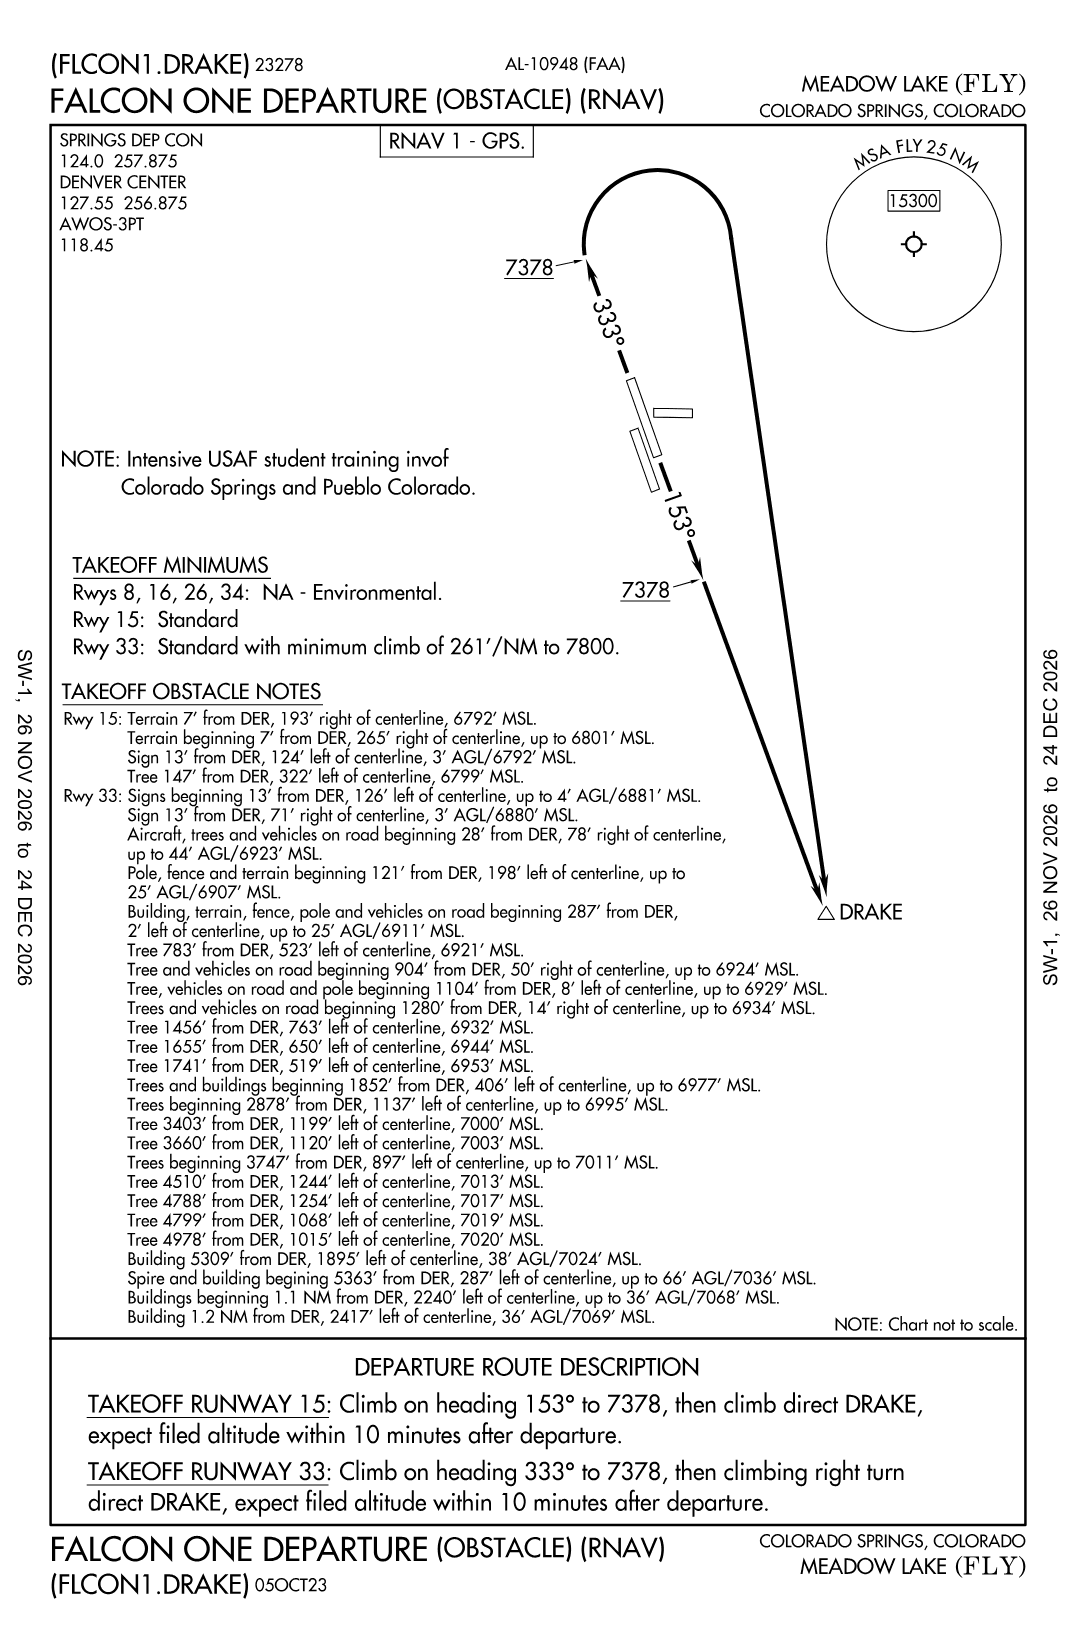 (FLCON1.DRAKE) 23278
AL-10948 (FAA)
FALCON ONE DEPARTURE (OBSTACLE) (RNAV)
MEADOW LAKE (FLY)
COLORADO SPRINGS, COLORADO
SPRINGS DEP CON
124.0 257.875
DENVER CENTER
127.55 256.875
AWOS-3PT
118.45
RNAV 1 - GPS.
MSA FLY 25 NM
15300
7378
333°
153°
7378
DRAKE
NOTE: Intensive USAF student training invof
Colorado Springs and Pueblo Colorado.
TAKEOFF MINIMUMS
Rwys 8, 16, 26, 34: NA - Environmental.
Rwy 15: Standard
Rwy 33: Standard with minimum climb of 261'/NM to 7800.
TAKEOFF OBSTACLE NOTES
Rwy 15: Terrain 7' from DER, 193' right of centerline, 6792' MSL.
Terrain beginning 7' from DER, 265' right of centerline, up to 6801' MSL.
Sign 13' from DER, 124' left of centerline, 3' AGL/6792' MSL.
Tree 147' from DER, 322' left of centerline, 6799' MSL.
Rwy 33: Signs beginning 13' from DER, 126' left of centerline, up to 4' AGL/6881' MSL.
Sign 13' from DER, 71' right of centerline, 3' AGL/6880' MSL.
Aircraft, trees and vehicles on road beginning 28' from DER, 78' right of centerline,
up to 44' AGL/6923' MSL.
Pole, fence and terrain beginning 121' from DER, 198' left of centerline, up to
25' AGL/6907' MSL.
Building, terrain, fence, pole and vehicles on road beginning 287' from DER,
2' left of centerline, up to 25' AGL/6911' MSL.
Tree 783' from DER, 523' left of centerline, 6921' MSL.
Tree and vehicles on road beginning 904' from DER, 50' right of centerline, up to 6924' MSL.
Tree, vehicles on road and pole beginning 1104' from DER, 8' left of centerline, up to 6929' MSL.
Trees and vehicles on road beginning 1280' from DER, 14' right of centerline, up to 6934' MSL.
Tree 1456' from DER, 763' left of centerline, 6932' MSL.
Tree 1655' from DER, 650' left of centerline, 6944' MSL.
Tree 1741' from DER, 519' left of centerline, 6953' MSL.
Trees and buildings beginning 1852' from DER, 406' left of centerline, up to 6977' MSL.
Trees beginning 2878' from DER, 1137' left of centerline, up to 6995' MSL.
Tree 3403' from DER, 1199' left of centerline, 7000' MSL.
Tree 3660' from DER, 1120' left of centerline, 7003' MSL.
Trees beginning 3747' from DER, 897' left of centerline, up to 7011' MSL.
Tree 4510' from DER, 1244' left of centerline, 7013' MSL.
Tree 4788' from DER, 1254' left of centerline, 7017' MSL.
Tree 4799' from DER, 1068' left of centerline, 7019' MSL.
Tree 4978' from DER, 1015' left of centerline, 7020' MSL.
Building 5309' from DER, 1895' left of centerline, 38' AGL/7024' MSL.
Spire and building begining 5363' from DER, 287' left of centerline, up to 66' AGL/7036' MSL.
Buildings beginning 1.1 NM from DER, 2240' left of centerline, up to 36' AGL/7068' MSL.
Building 1.2 NM from DER, 2417' left of centerline, 36' AGL/7069' MSL.
NOTE: Chart not to scale.
SW-1, 26 NOV 2026 to 24 DEC 2026
SW-1, 26 NOV 2026 to 24 DEC 2026
DEPARTURE ROUTE DESCRIPTION
TAKEOFF RUNWAY 15: Climb on heading 153° to 7378, then climb direct DRAKE,
expect filed altitude within 10 minutes after departure.
TAKEOFF RUNWAY 33: Climb on heading 333° to 7378, then climbing right turn
direct DRAKE, expect filed altitude within 10 minutes after departure.
FALCON ONE DEPARTURE (OBSTACLE) (RNAV)
COLORADO SPRINGS, COLORADO
MEADOW LAKE (FLY)
(FLCON1.DRAKE) 05OCT23